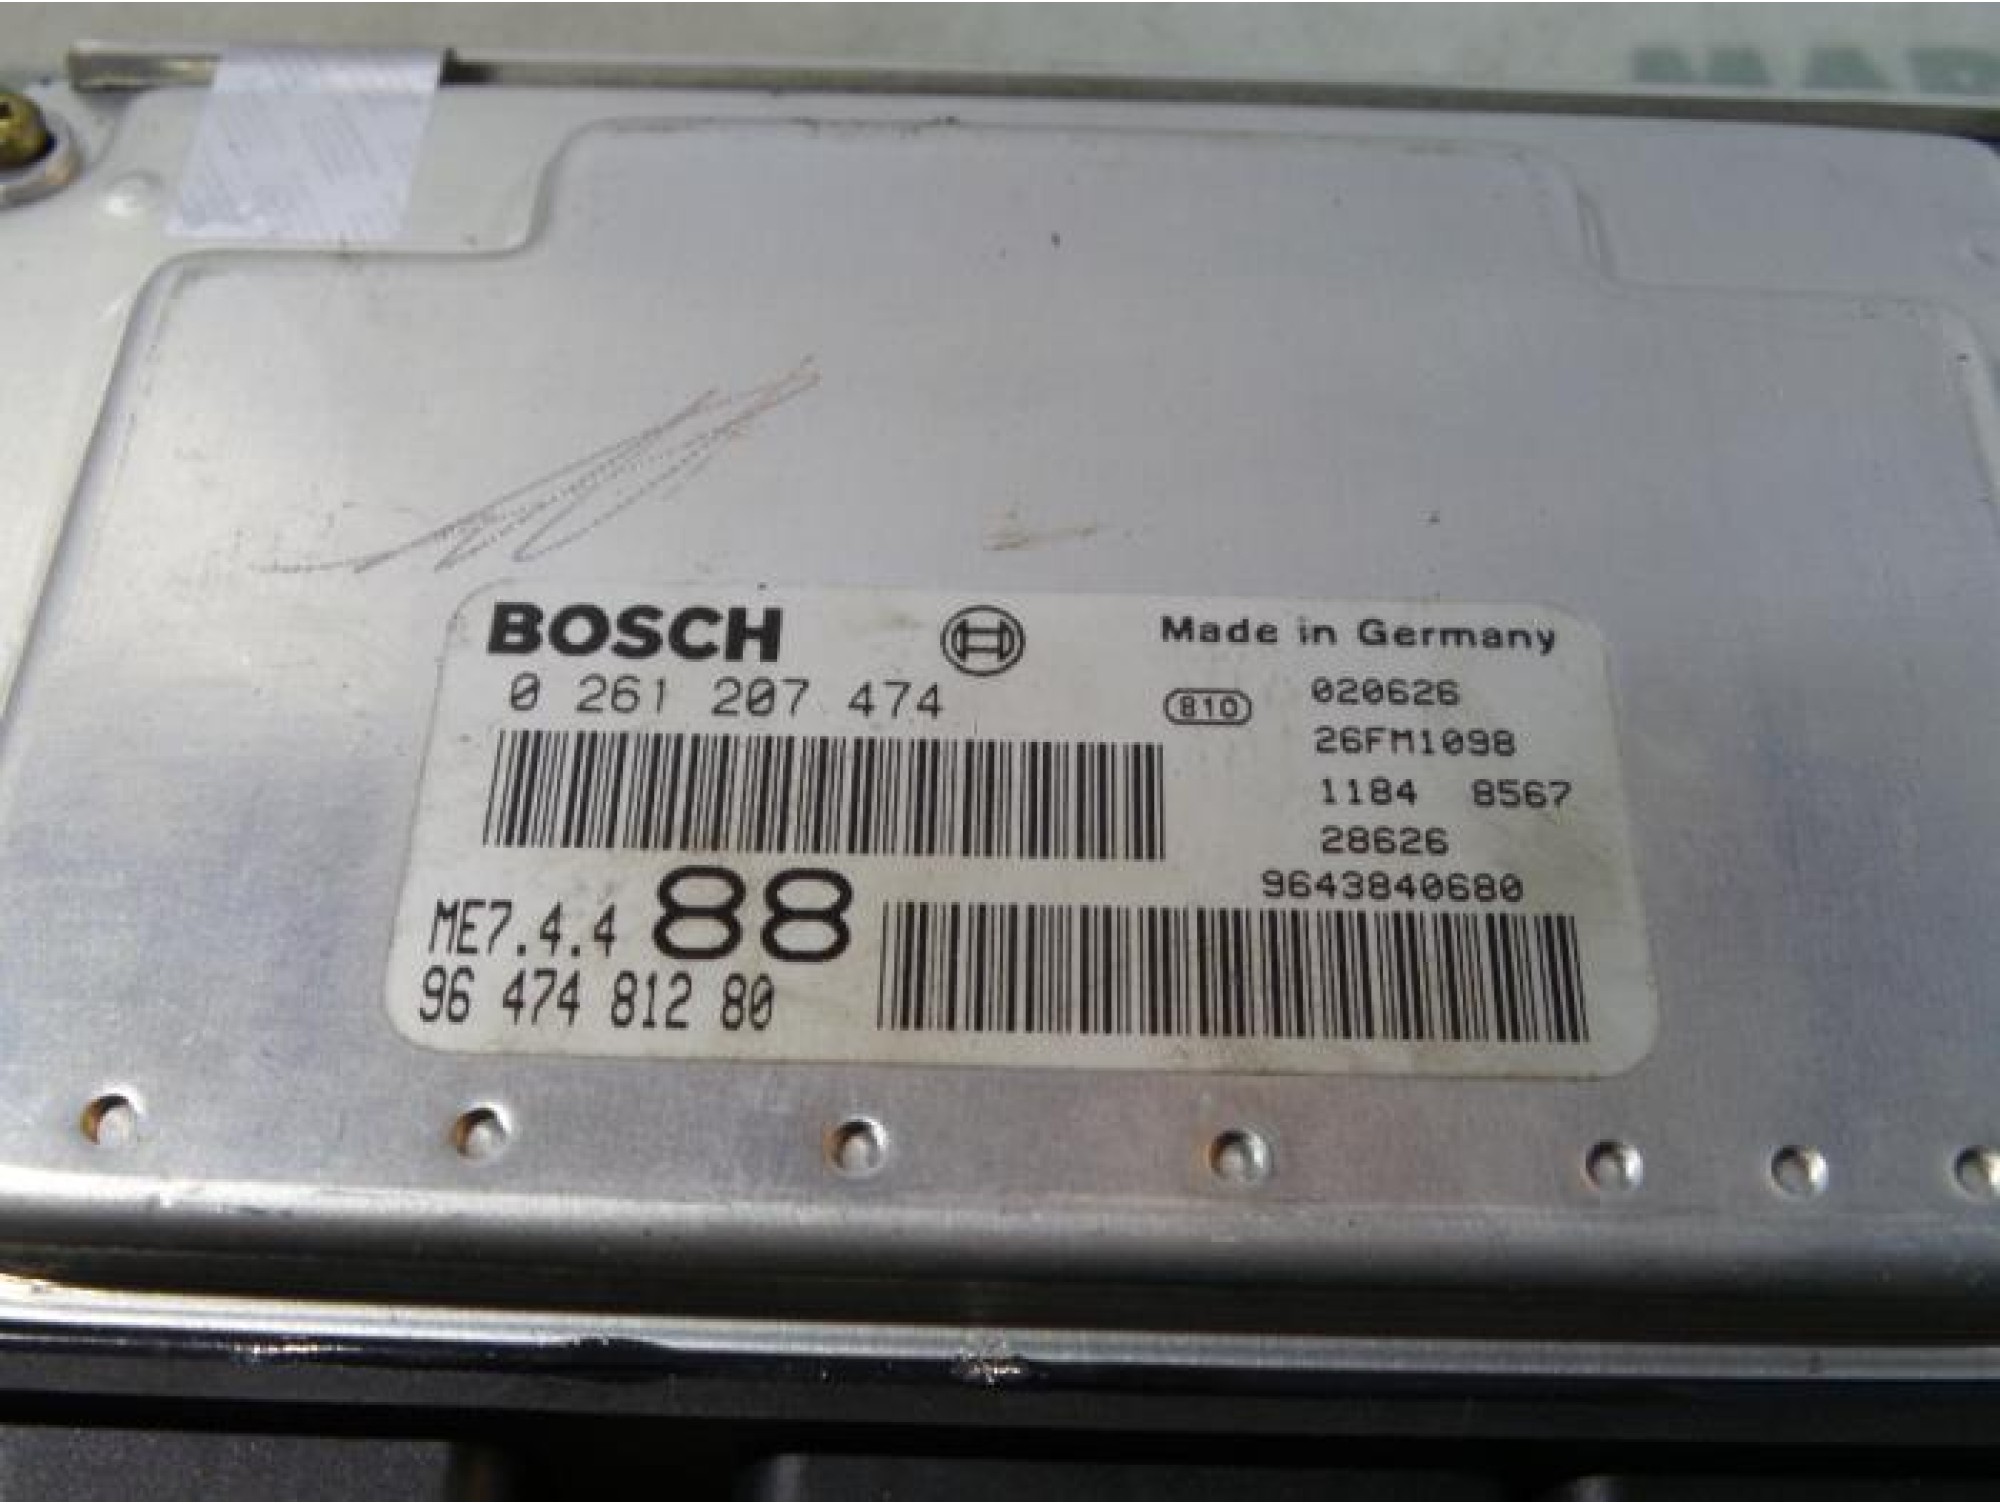 BOSCH
Made in Germany
0 261 207 474
810
020626
26FM1098
1184 8567
28626
9643840680
ME7.4.4 88
96 474 812 80